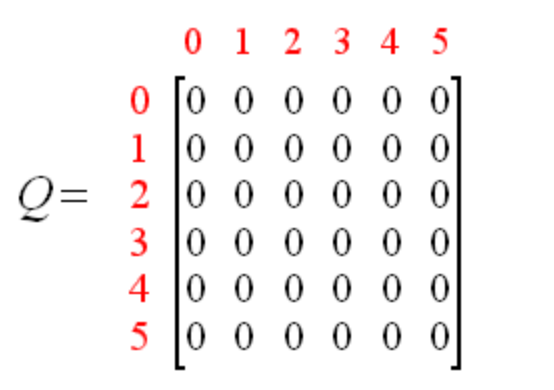 0 1 2 3 4 5
0 0 0 0 0 0 0
1 0 0 0 0 0 0
Q = 2 0 0 0 0 0 0
3 0 0 0 0 0 0
4 0 0 0 0 0 0
5 0 0 0 0 0 0